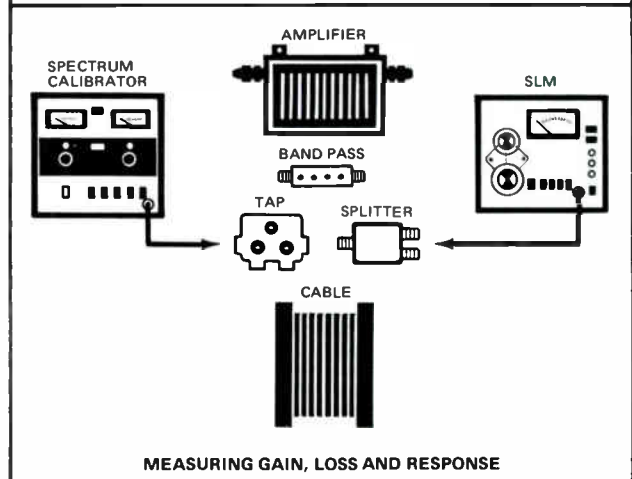 AMPLIFIER
SPECTRUM
CALIBRATOR
SLM
BAND PASS
TAP
SPLITTER
CABLE
MEASURING GAIN, LOSS AND RESPONSE